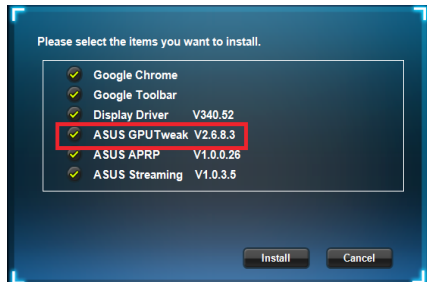 Please select the items you want to install.
Google Chrome
Google Toolbar
Display Driver V340.52
ASUS GPUTweak V2.6.8.3
ASUS APRP V1.0.0.26
ASUS Streaming V1.0.3.5
Install Cancel